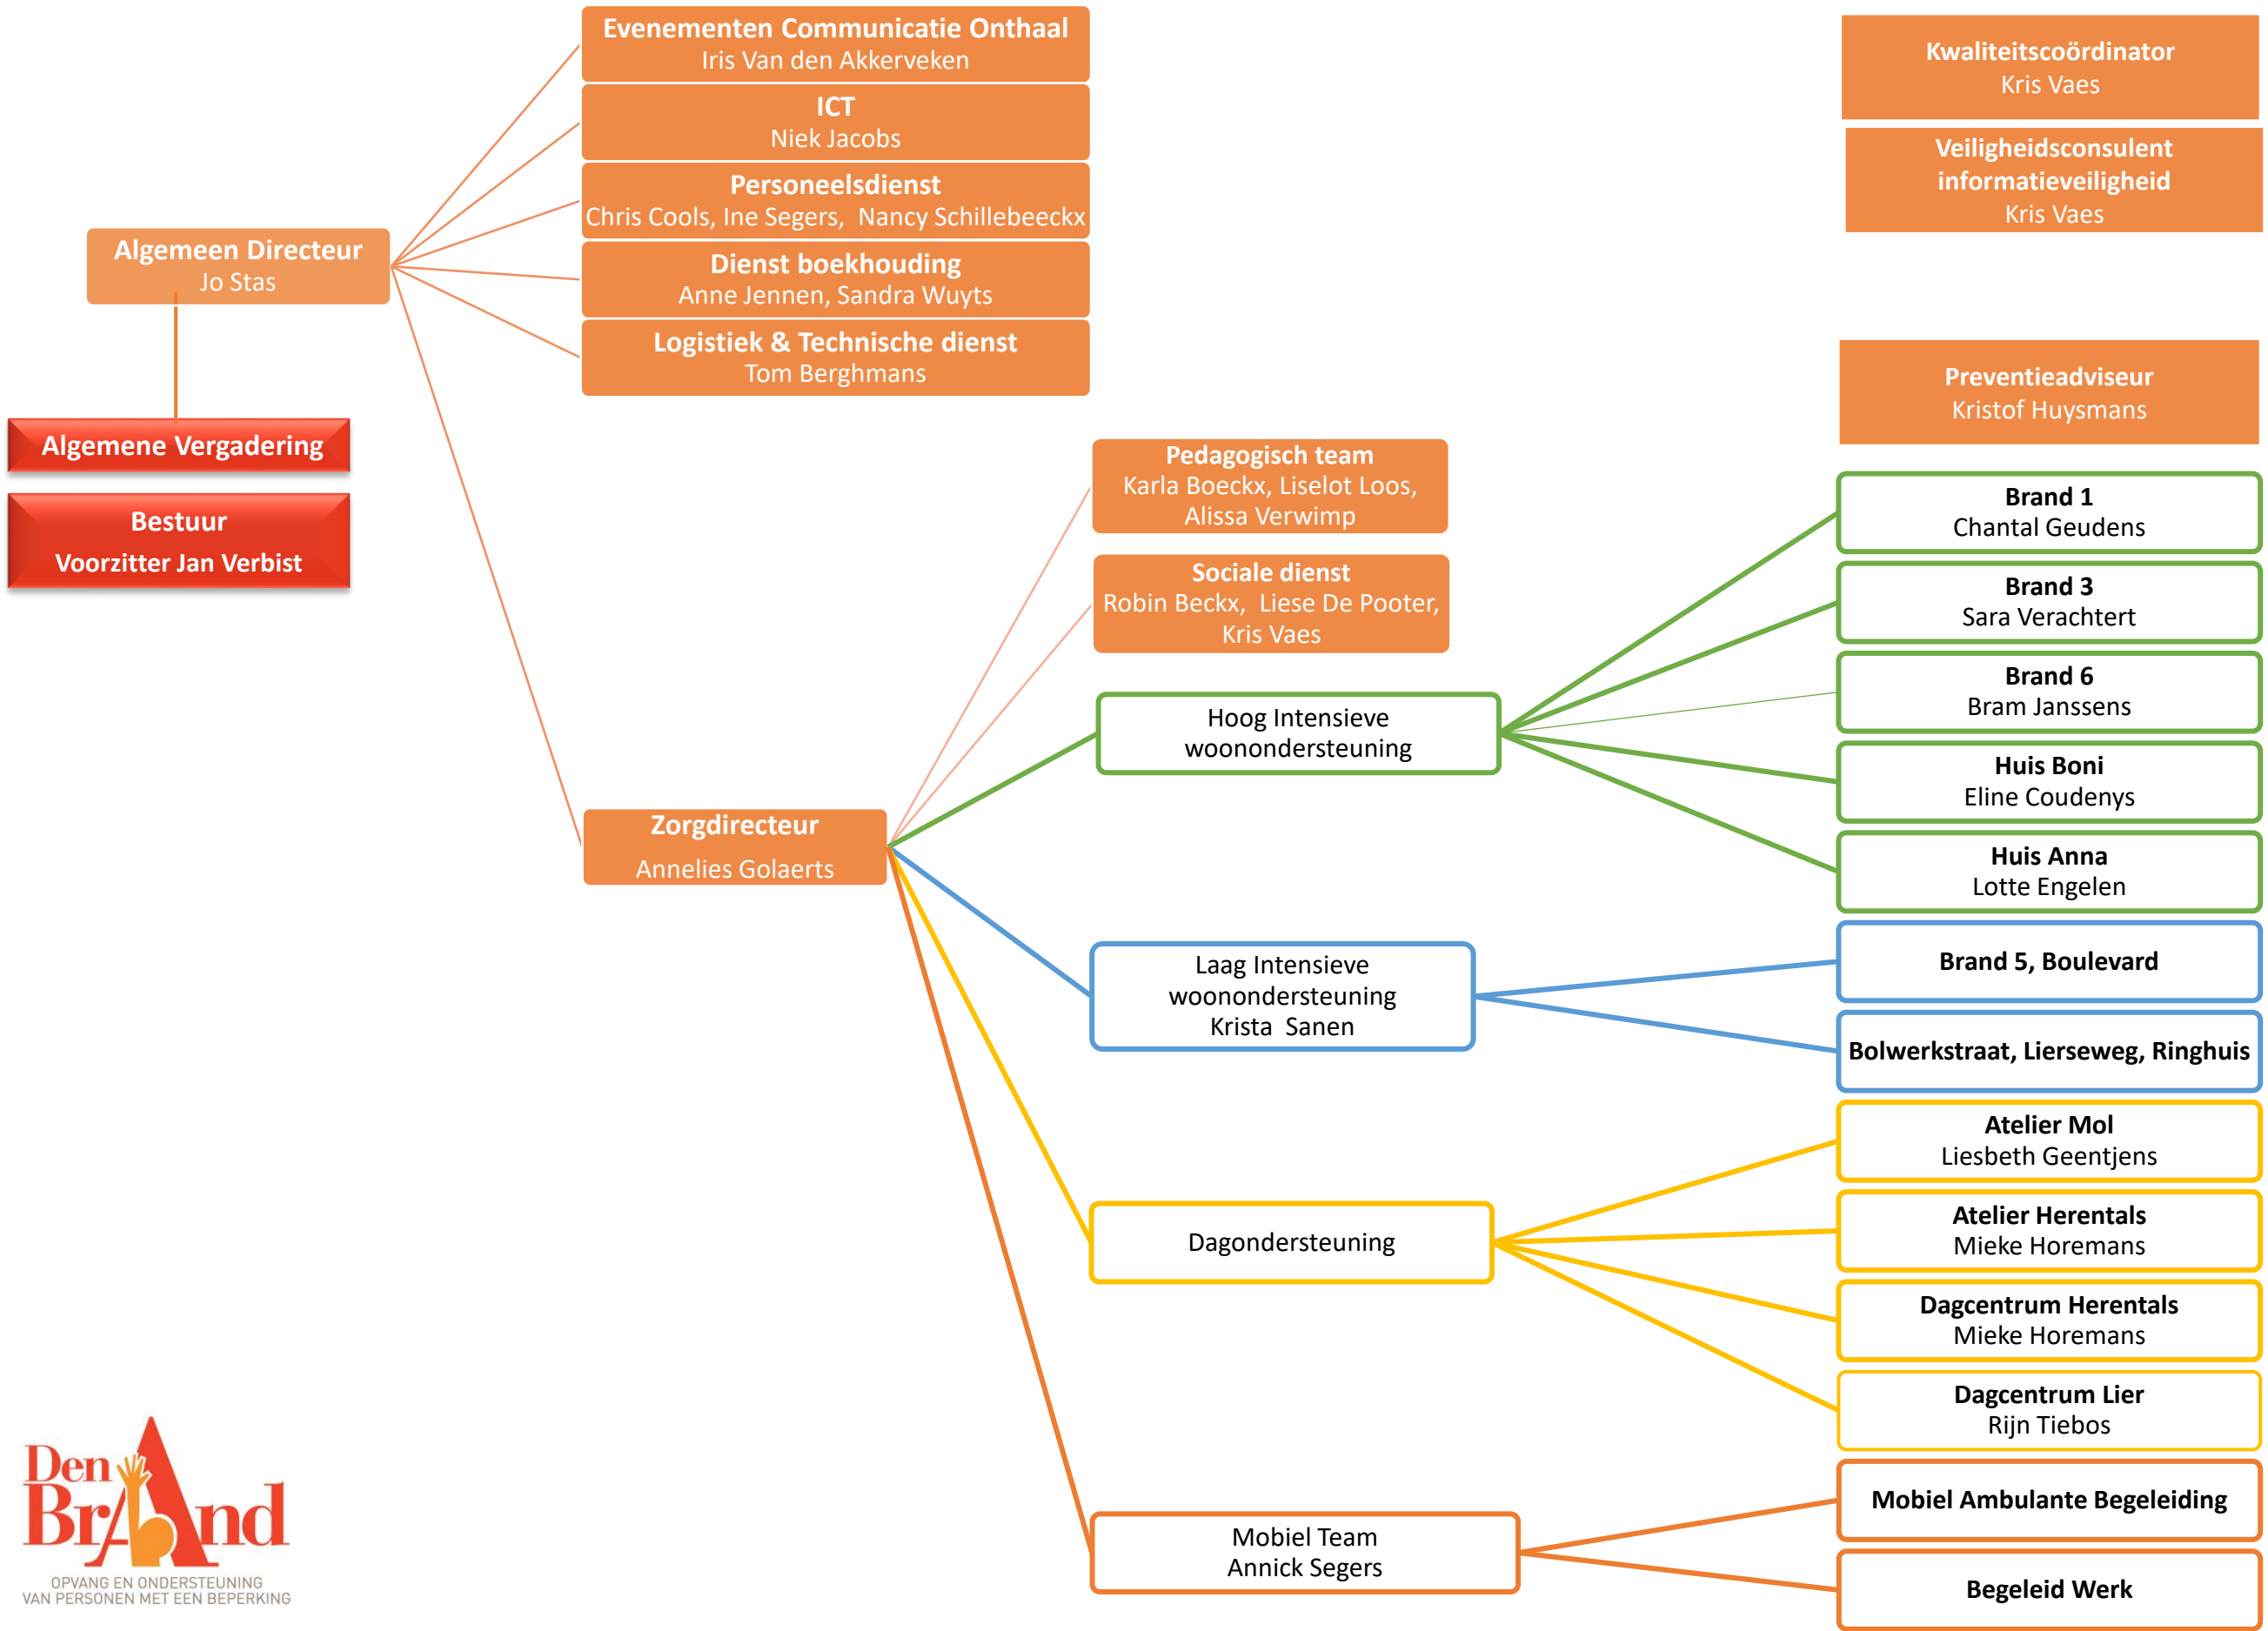 Evenementen Communicatie Onthaal
Iris Van den Akkerveken
ICT
Niek Jacobs
Personeelsdienst
Chris Cools, Ine Segers,  Nancy Schillebeeckx
Dienst boekhouding
Anne Jennen, Sandra Wuyts
Logistiek & Technische dienst
Tom Berghmans
Kwaliteitscoördinator
Kris Vaes
Veiligheidsconsulent
informatieveiligheid
Kris Vaes
Preventieadviseur
Kristof Huysmans
Algemeen Directeur
Jo Stas
Algemene Vergadering
Bestuur
Voorzitter Jan Verbist
Pedagogisch team
Karla Boeckx, Liselot Loos,
Alissa Verwimp
Sociale dienst
Robin Beckx,  Liese De Pooter,
Kris Vaes
Zorgdirecteur
Annelies Golaerts
Hoog Intensieve
woonondersteuning
Brand 1
Chantal Geudens
Brand 3
Sara Verachtert
Brand 6
Bram Janssens
Huis Boni
Eline Coudenys
Huis Anna
Lotte Engelen
Laag Intensieve
woonondersteuning
Krista  Sanen
Brand 5, Boulevard
Bolwerkstraat, Lierseweg, Ringhuis
Dagondersteuning
Atelier Mol
Liesbeth Geentjens
Atelier Herentals
Mieke Horemans
Dagcentrum Herentals
Mieke Horemans
Dagcentrum Lier
Rijn Tiebos
Mobiel Team
Annick Segers
Mobiel Ambulante Begeleiding
Begeleid Werk
Den
BrAnd
OPVANG EN ONDERSTEUNING
VAN PERSONEN MET EEN BEPERKING